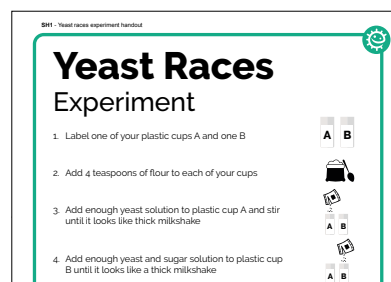 SH1 - Yeast races experiment handout
Yeast Races
Experiment
1. Label one of your plastic cups A and one B
A B
2. Add 4 teaspoons of flour to each of your cups
3. Add enough yeast solution to plastic cup A and stir
until it looks like thick milkshake
A B
4. Add enough yeast and sugar solution to plastic cup
B until it looks like a thick milkshake
A B